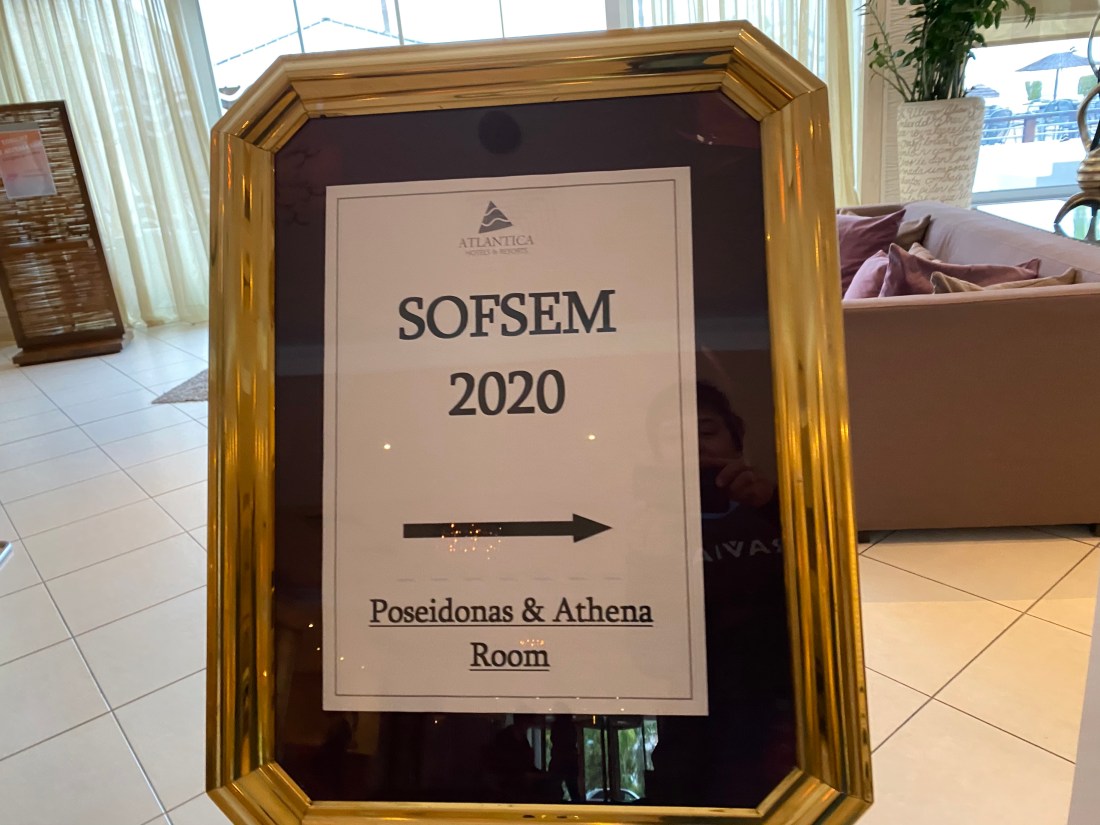 ATLANTICA
HOTELS & RESORTS
SOFSEM
2020
Poseidonas & Athena
Room